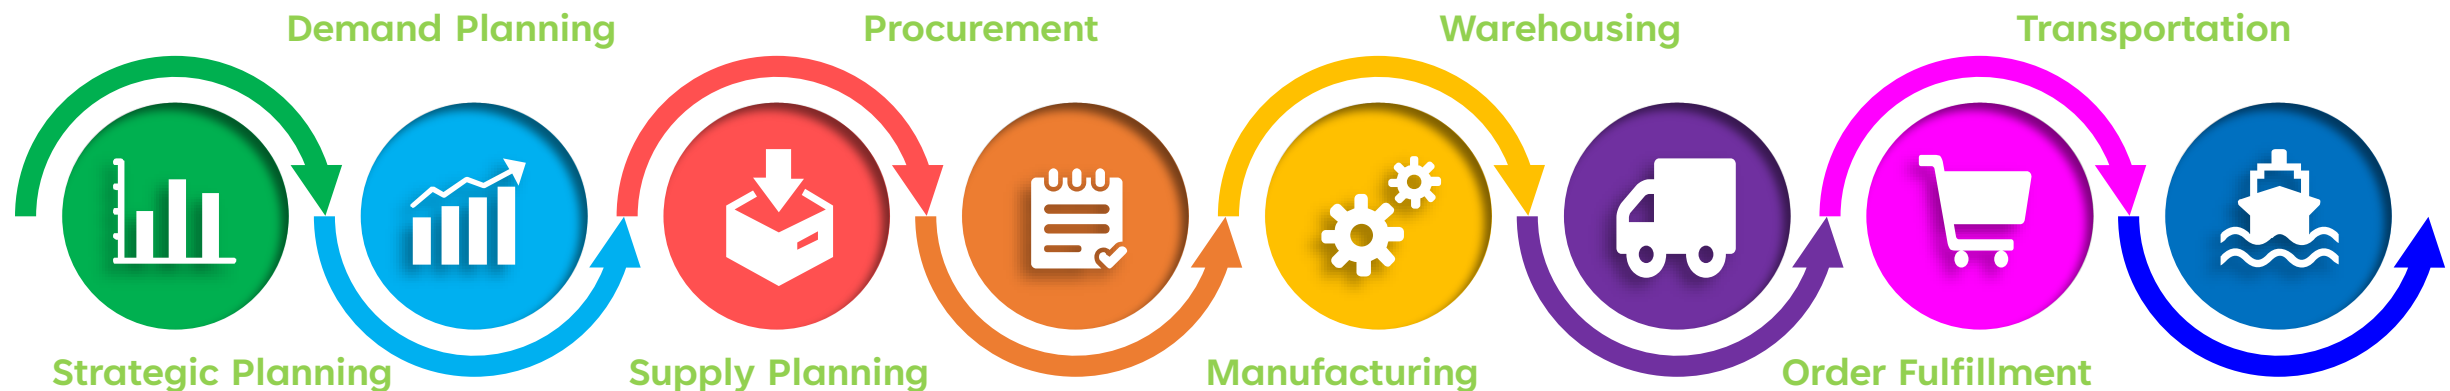 Demand Planning
Procurement
Warehousing
Transportation
Strategic Planning
Supply Planning
Manufacturing
Order Fulfillment